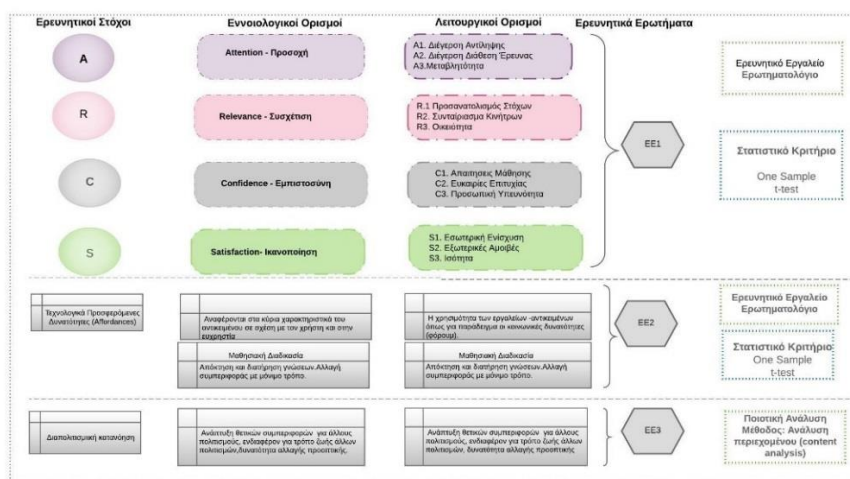 Ερευνητικοί Στόχοι
Εννοιολογικοί Ορισμοί
Λειτουργικοί Ορισμοί
Ερευνητικά Ερωτήματα
A
Attention - Προσοχή
A1. Διέγερση Αντίληψης
A2. Διέγερση Διάθεση Έρευνας
A3.Μεταβλητότητα
R
Relevance - Συσχέτιση
R.1 Προσανατολισμός Στόχων
R2. Συνταίριασμα Κινήτρων
R3. Οικειότητα
C
Confidence - Εμπιστοσύνη
C1. Απαιτησεις Μάθησης
C2. Ευκαιρίες Επιτυχίας
C3. Προσωπική Υπευνότητα
S
Satisfaction- Ικανοποίηση
S1. Εσωτερική Ενίσχυση
S2. Εξωτερικές Αμοιβές
S3. Ισότητα
ΕΕ1
Ερευνητικό Εργαλείο
Ερωτηματολόγιο
Στατιστικό Κριτήριο
One Sample
t-test
Τεχνολογικά Προσφερόμενες
Δυνατότητες (Affordances)
Αναφέρονται στα κύρια χαρακτηριστικά του
αντικειμένου σε σχέση με τον χρήστη και στην
ευχρηστία
Μαθησιακή Διαδικασία
Απόκτηση και διατήρηση γνώσεων.Αλλαγή
συμπεριφοράς με μόνιμο τρόπο.
Η χρησιμότητα των εργαλείων -αντικειμένων
όπως για παράδειγμα οι κοινωνικές δυνατότητες
(φόρουμ).
Μαθησιακή Διαδικασία
Απόκτηση και διατήρηση γνώσεων.Αλλαγή
συμπεριφοράς με μόνιμο τρόπο.
ΕΕ2
Ερευνητικό Εργαλείο
Ερωτηματολόγιο
Στατιστικό Κριτήριο
One Sample
t-test
Διαπολιτισμική κατανόηση
Ανάπτυξη θετικών συμπεριφορών για άλλους
πολιτισμούς, ενδιαφέρον για τρόπο ζωής άλλων
πολιτισμών,δυνατότητα αλλαγής προοπτικής.
Ανάπτυξη θετικών συμπεριφορών για άλλους
πολιτισμούς, ενδιαφέρον για τρόπο ζωής άλλων
πολιτισμών, δυνατότητα αλλαγής προοπτικής
ΕΕ3
Ποιοτική Ανάλυση
Μέθοδος: Ανάλυση
περιεχομένου (content
analysis)